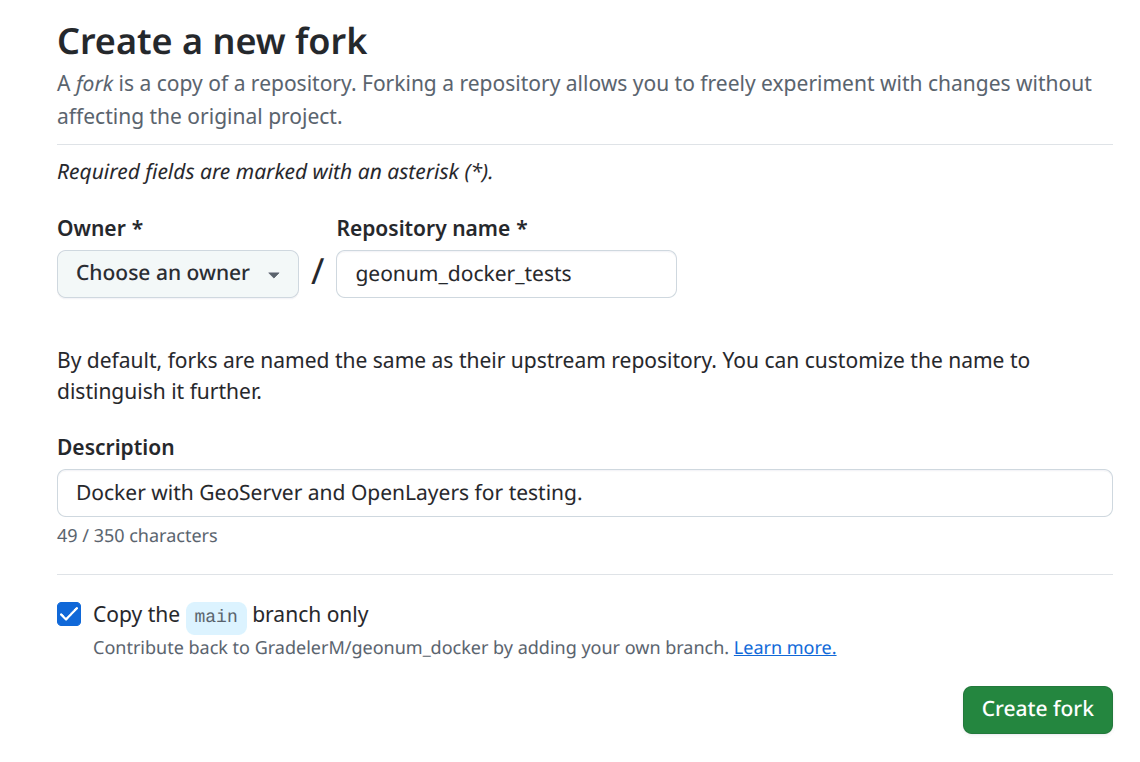 Create a new fork
A fork is a copy of a repository. Forking a repository allows you to freely experiment with changes without
affecting the original project.
Required fields are marked with an asterisk (*).
Owner * Repository name *
Choose an owner / geonum_docker_tests
By default, forks are named the same as their upstream repository. You can customize the name to
distinguish it further.
Description
Docker with GeoServer and OpenLayers for testing.
49 / 350 characters
Copy the main branch only
Contribute back to GradelerM/geonum_docker by adding your own branch. Learn more.
Create fork